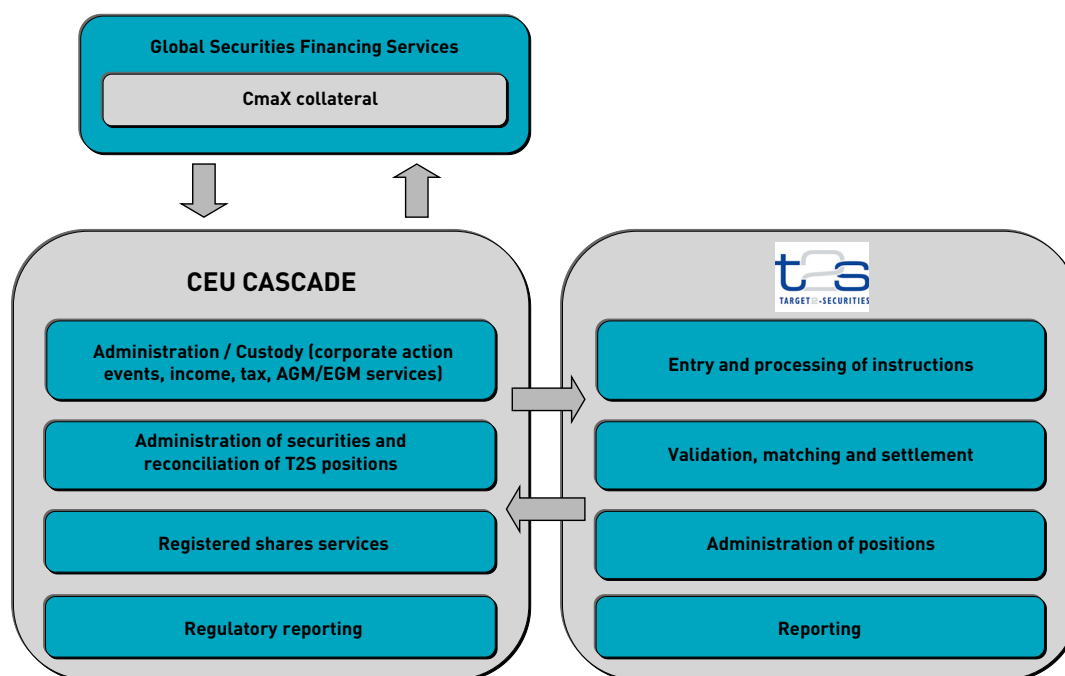 Global Securities Financing Services
CmaX collateral
CEU CASCADE
Administration / Custody (corporate action
events, income, tax, AGM/EGM services)
Administration of securities and
reconciliation of T2S positions
Registered shares services
Regulatory reporting
t2s
TARGET2-SECURITIES
Entry and processing of instructions
Validation, matching and settlement
Administration of positions
Reporting